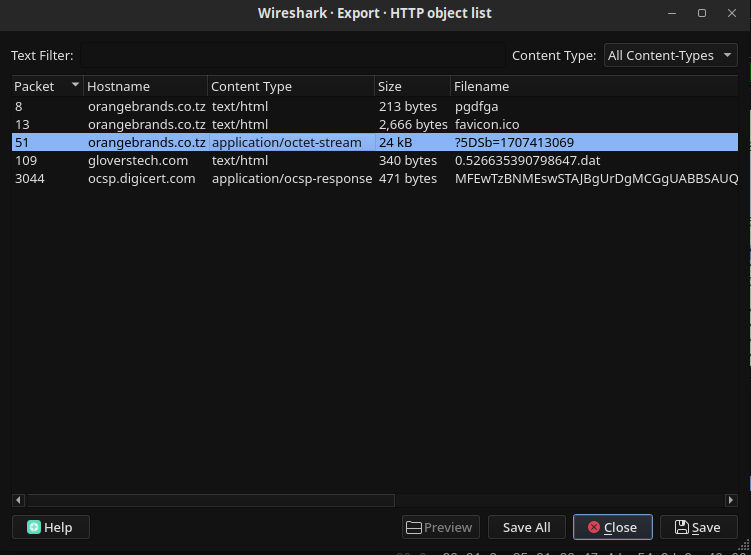 Wireshark · Export · HTTP object list
Text Filter: Content Type: All Content-Types
Packet Hostname Content Type Size Filename
8 orangebrands.co.tz text/html 213 bytes pgdfga
13 orangebrands.co.tz text/html 2,666 bytes favicon.ico
51 orangebrands.co.tz application/octet-stream 24 kB ?5DSb=1707413069
109 gloverstech.com text/html 340 bytes 0.526635390798647.dat
3044 ocsp.digicert.com application/ocsp-response 471 bytes MFEwTzBNMEswSTAJBgUrDgMCGgUABBSAUQ
Help Preview Save All Close Save